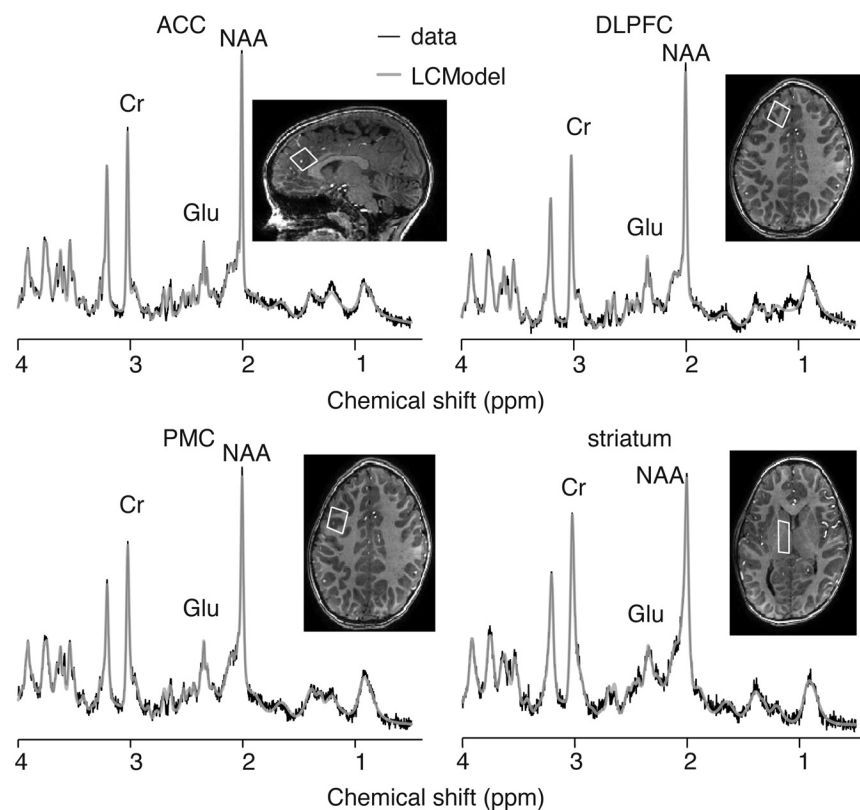 ACC
NAA
data
LCModel
Cr
Glu
4
3
2
1
DLPFC
NAA
Cr
Glu
4
3
2
1
Chemical shift (ppm)
PMC
NAA
Cr
Glu
4
3
2
1
striatum
NAA
Cr
Glu
4
3
2
1
Chemical shift (ppm)